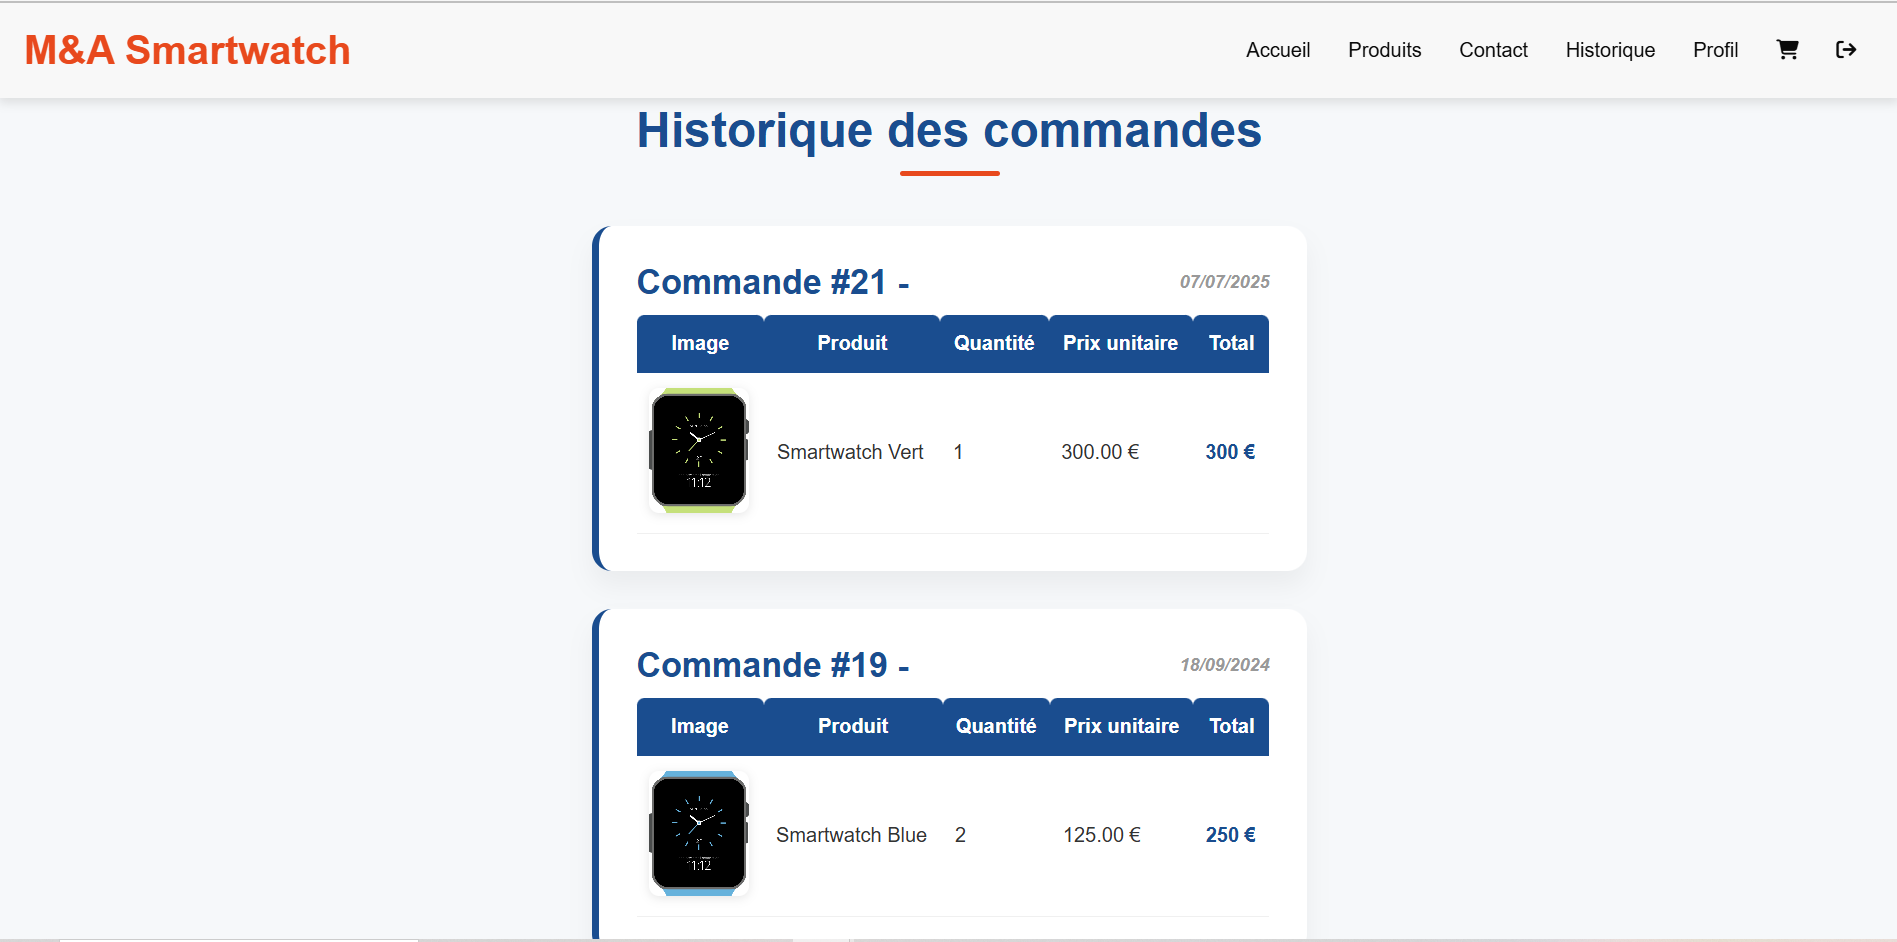 M&A Smartwatch
Accueil Produits Contact Historique Profil
Historique des commandes
Commande #21 - 07/07/2025
Image Produit Quantité Prix unitaire Total
11:12
Smartwatch Vert 1 300.00 € 300 €
Commande #19 - 18/09/2024
Image Produit Quantité Prix unitaire Total
11:12
Smartwatch Blue 2 125.00 € 250 €